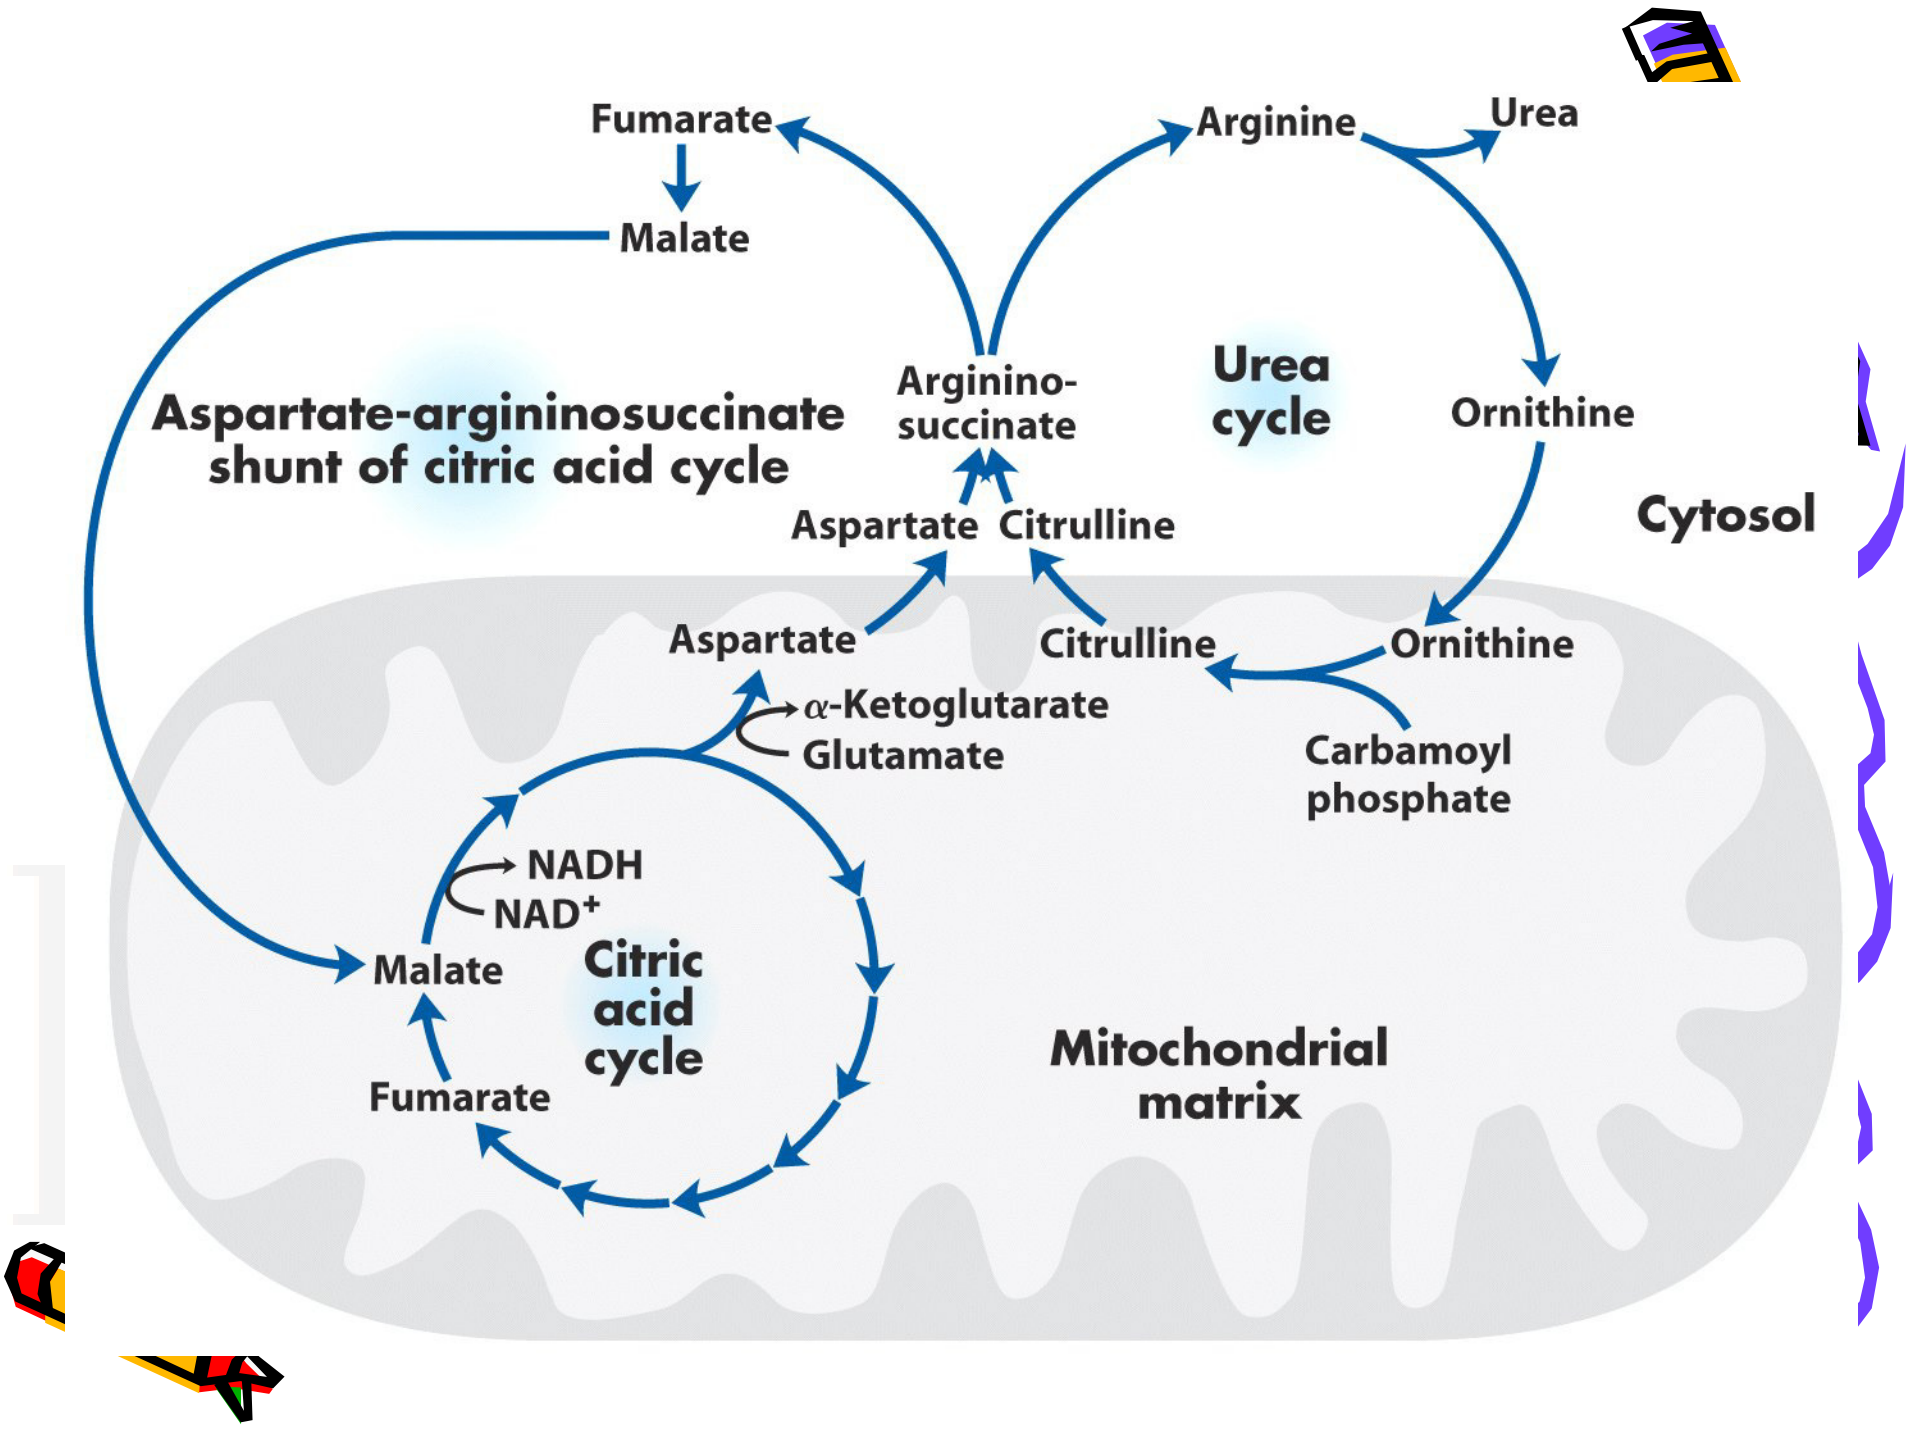 Fumarate
Arginine
Urea
Malate
Arginino-
succinate
Urea
cycle
Ornithine
Aspartate-argininosuccinate
shunt of citric acid cycle
Cytosol
Aspartate
Citrulline
Aspartate
Citrulline
Ornithine
α-Ketoglutarate
Glutamate
Carbamoyl
phosphate
NADH
NAD⁺
Malate
Citric
acid
cycle
Fumarate
Mitochondrial
matrix